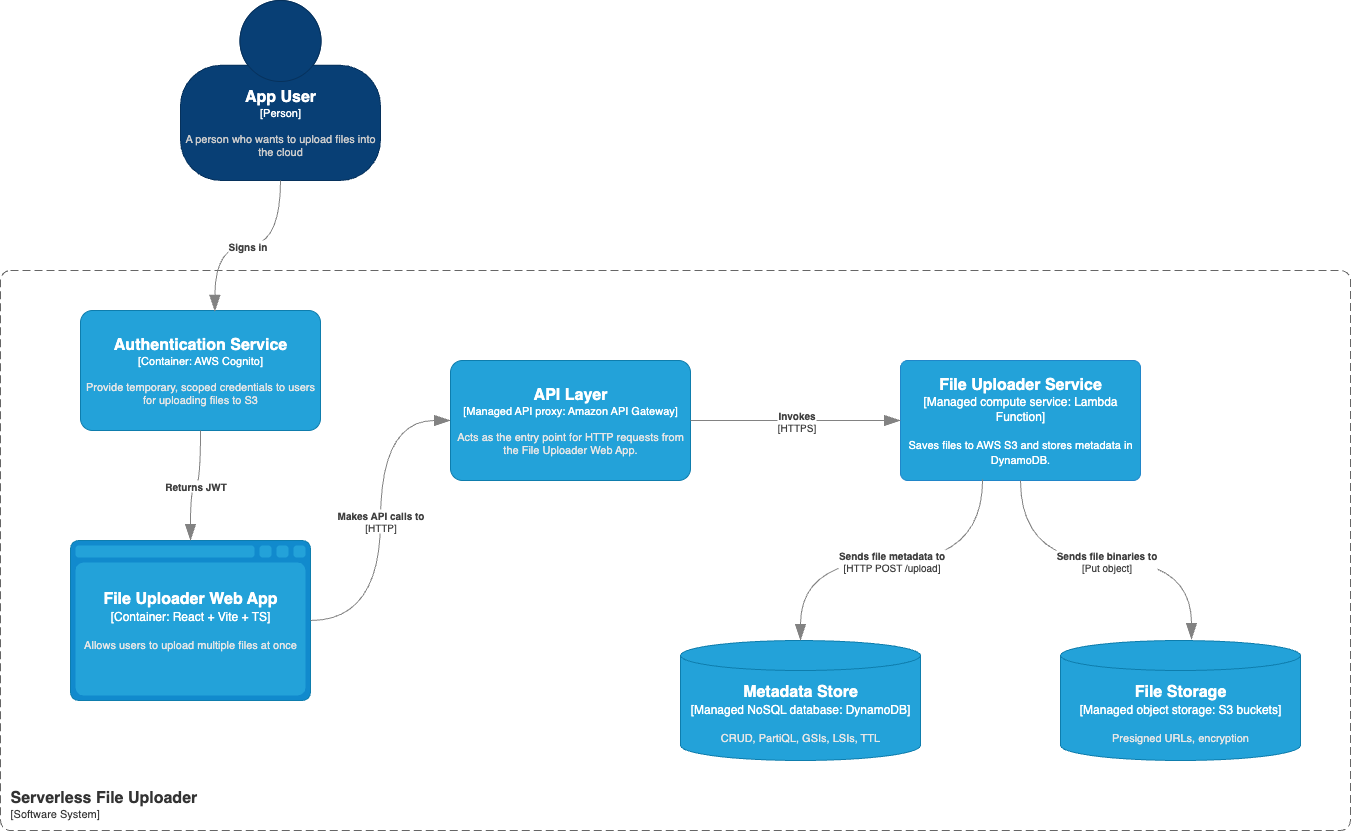 App User
[Person]
A person who wants to upload files into
the cloud
Signs in
Authentication Service
[Container: AWS Cognito]
Provide temporary, scoped credentials to users
for uploading files to S3
API Layer
[Managed API proxy: Amazon API Gateway]
Acts as the entry point for HTTP requests from
the File Uploader Web App.
Invokes
[HTTPS]
File Uploader Service
[Managed compute service: Lambda
Function]
Saves files to AWS S3 and stores metadata in
DynamoDB.
Returns JWT
Makes API calls to
[HTTP]
Sends file metadata to
[HTTP POST /upload]
Sends file binaries to
[Put object]
File Uploader Web App
[Container: React + Vite + TS]
Allows users to upload multiple files at once
Metadata Store
[Managed NoSQL database: DynamoDB]
CRUD, PartiQL, GSIs, LSIs, TTL
File Storage
[Managed object storage: S3 buckets]
Presigned URLs, encryption
Serverless File Uploader
[Software System]